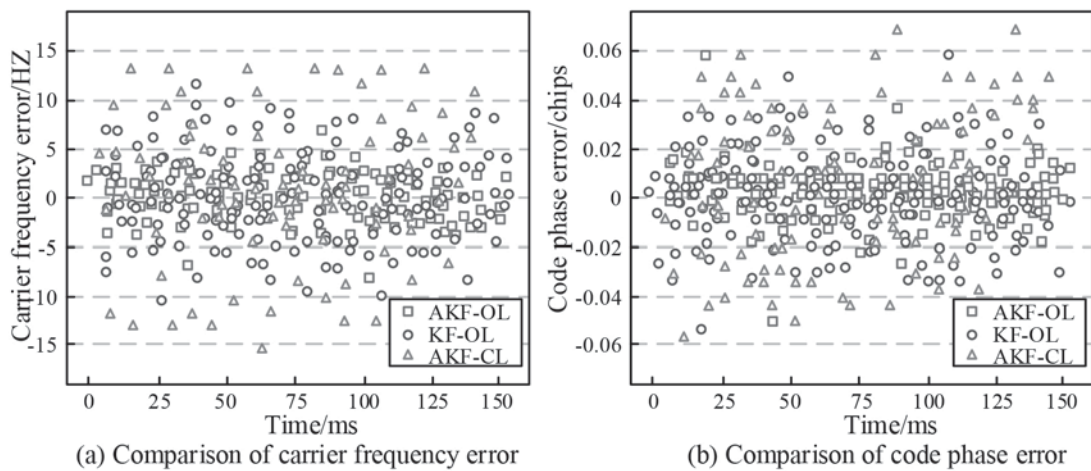 Carrier frequency error/HZ
15
10
5
0
-5
-10
-15
AKF-OL
KF-OL
AKF-CL
0 25 50 75 100 125 150
Time/ms
(a) Comparison of carrier frequency error
Code phase error/chips
0.06
0.04
0.02
0
-0.02
-0.04
-0.06
AKF-OL
KF-OL
AKF-CL
0 25 50 75 100 125 150
Time/ms
(b) Comparison of code phase error